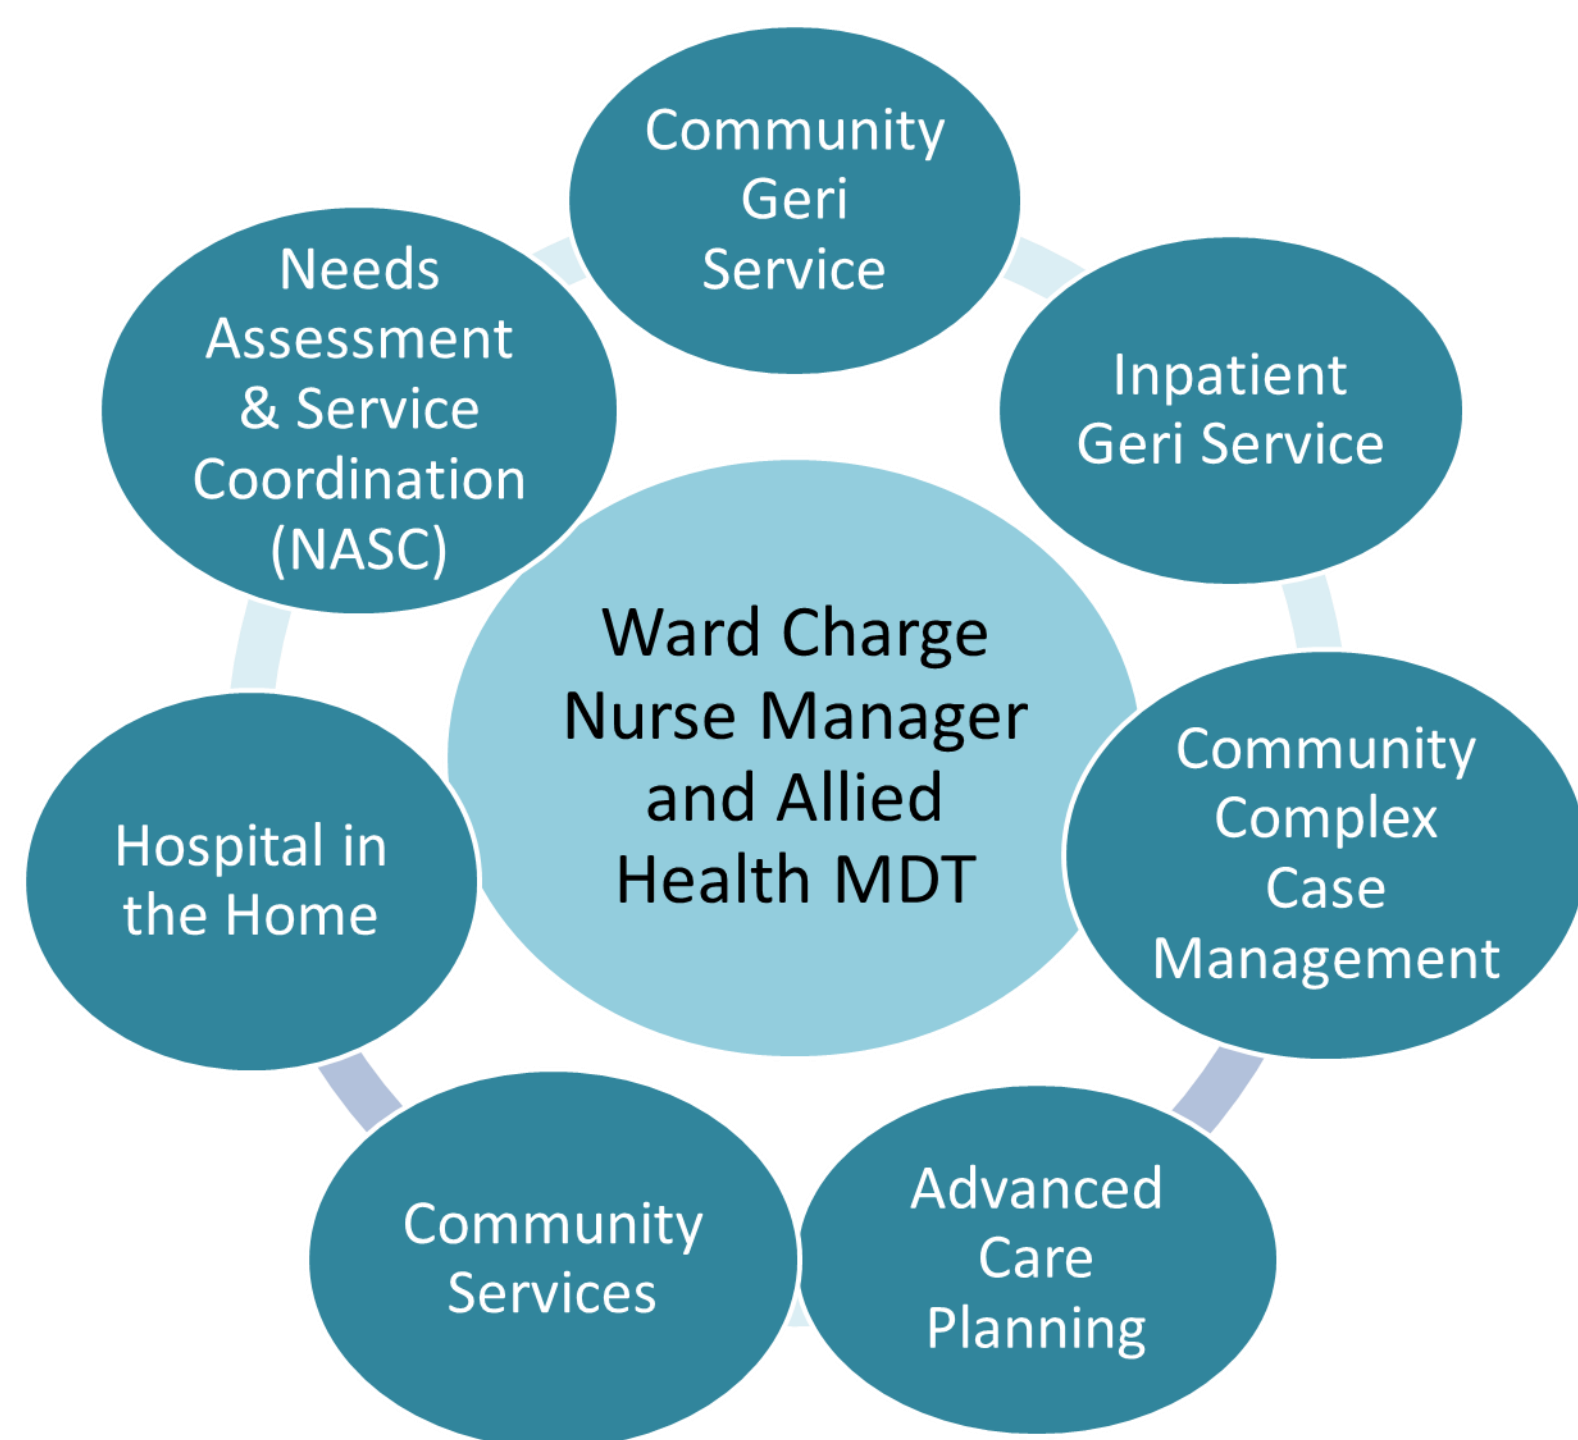 Community
Geri
Service
Inpatient
Geri Service
Community
Complex
Case
Management
Advanced
Care
Planning
Community
Services
Hospital in
the Home
Needs
Assessment
& Service
Coordination
(NASC)
Ward Charge
Nurse Manager
and Allied
Health MDT